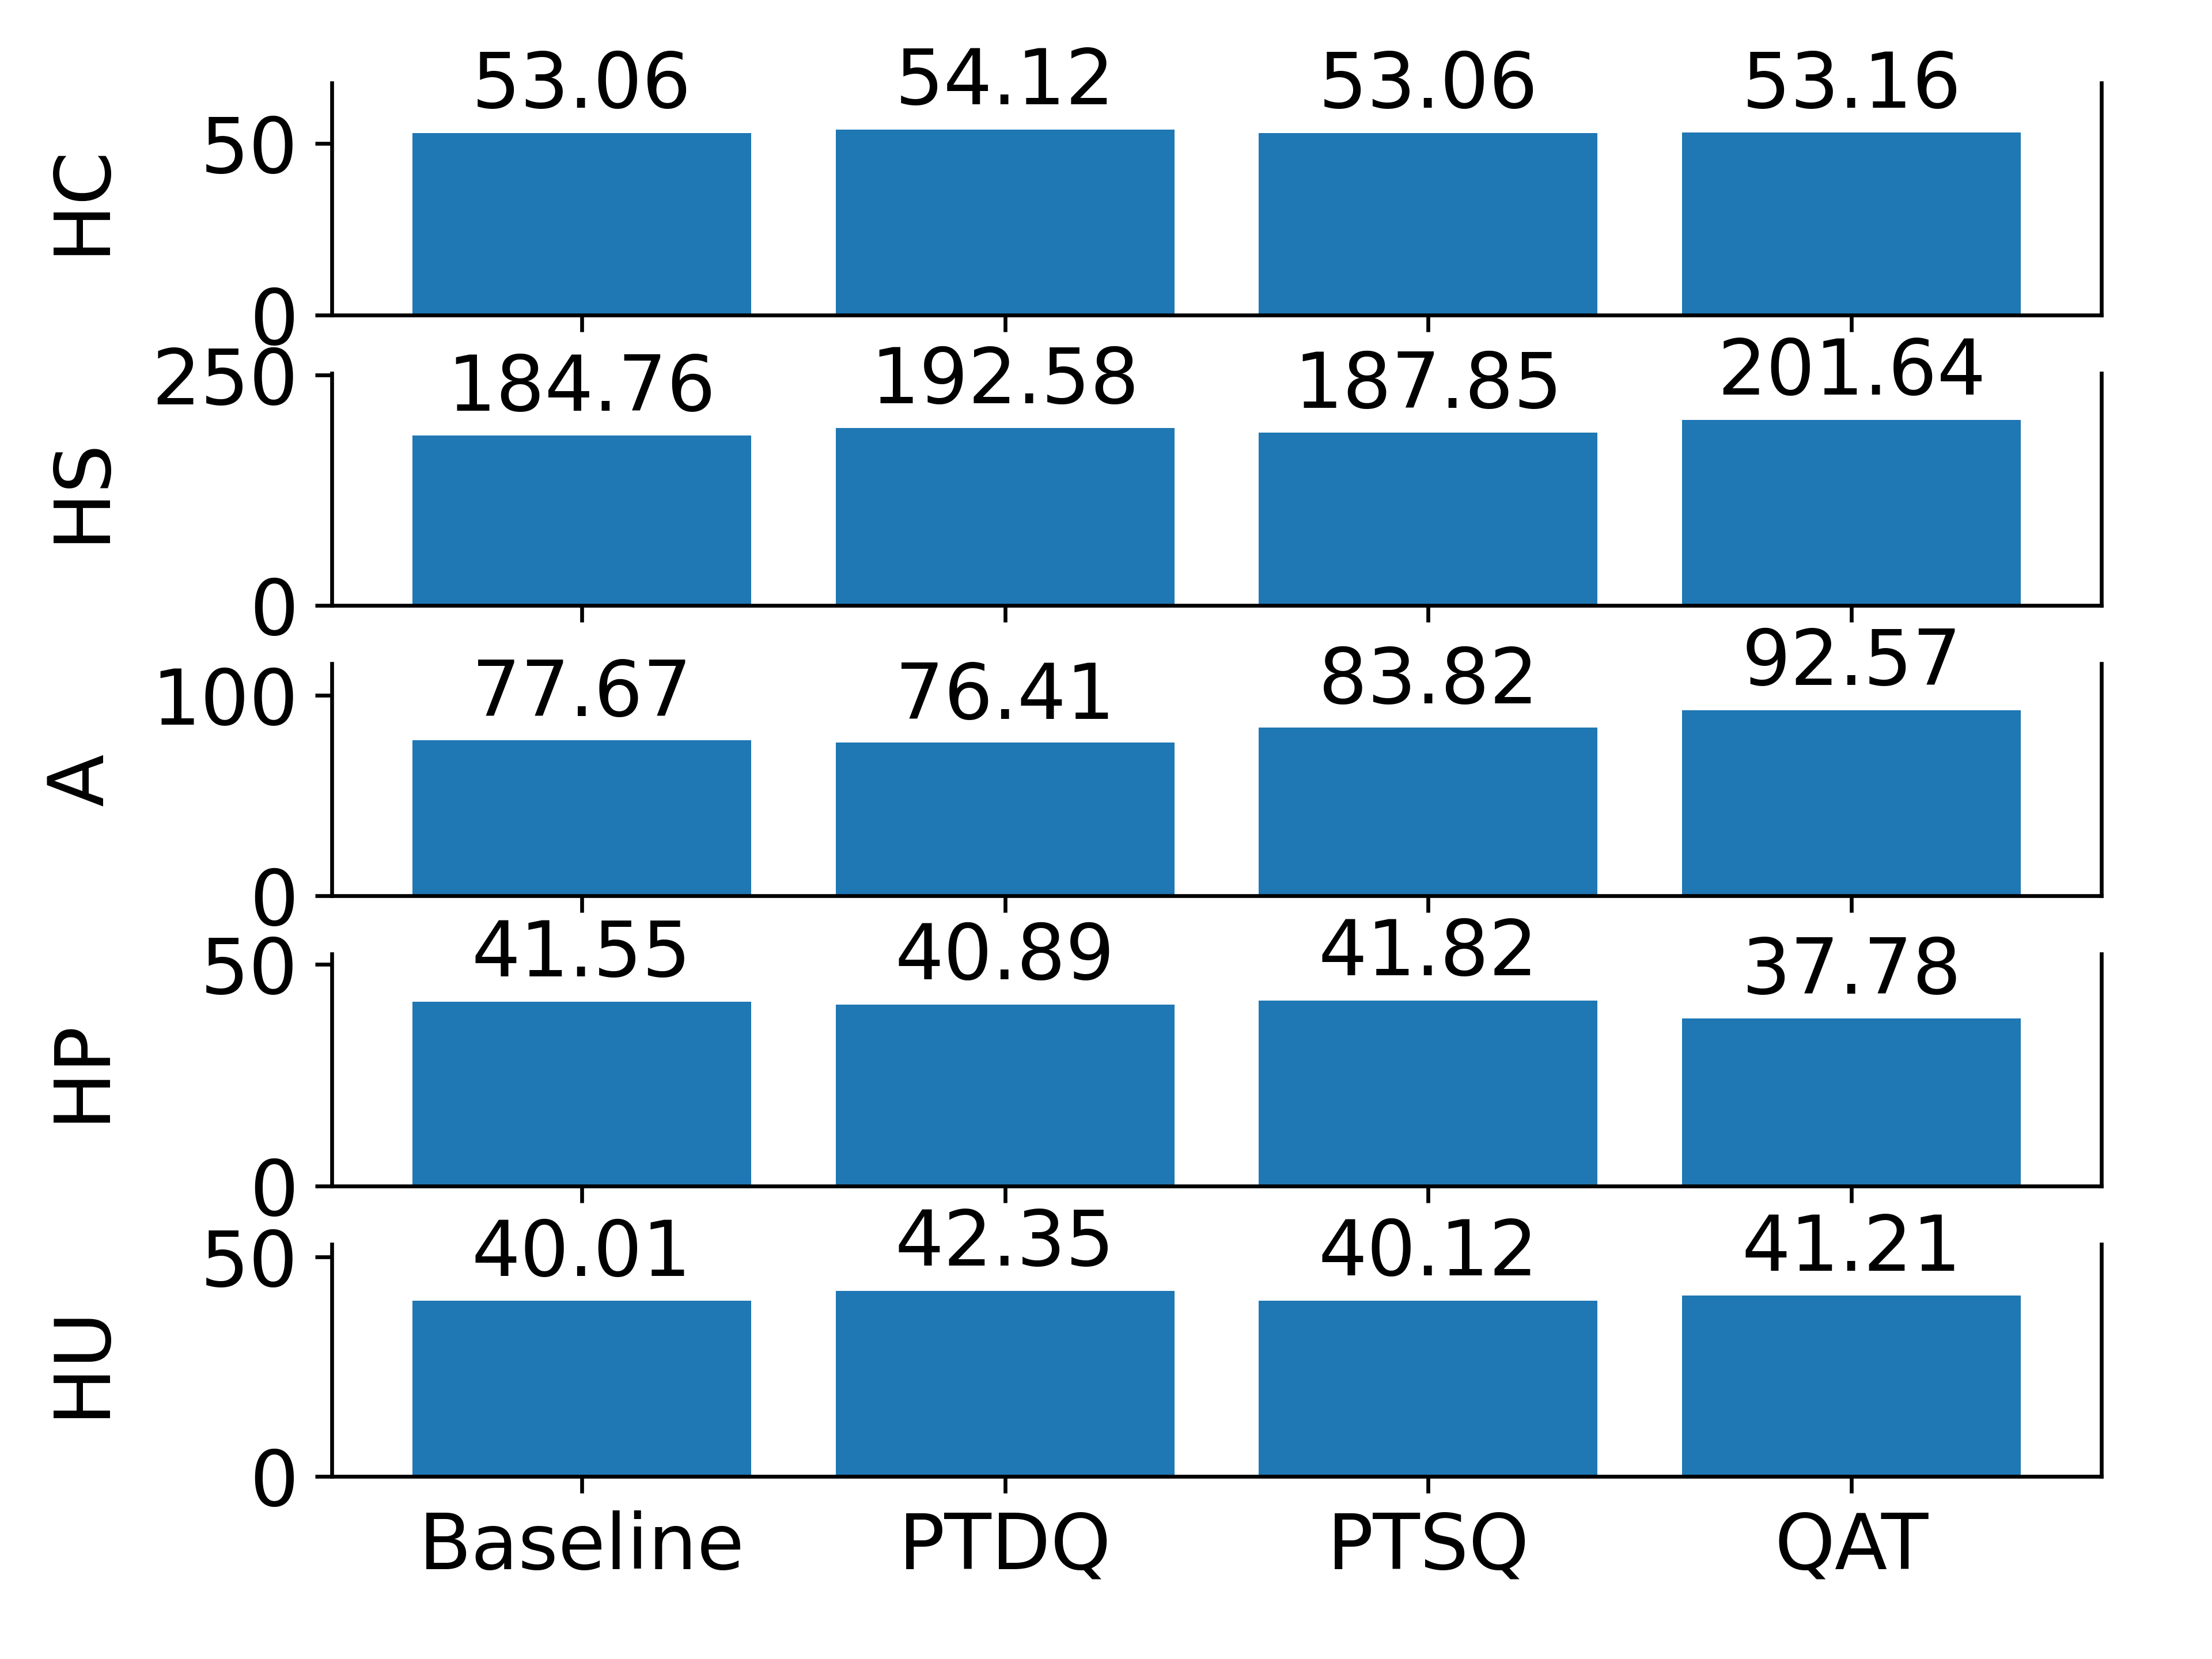 53.06 54.12 53.06 53.16
50
HC
0
250
184.76 192.58 187.85 201.64
HS
0
100
77.67 76.41 83.82 92.57
A
0
50
41.55 40.89 41.82 37.78
HP
0
50
40.01 42.35 40.12 41.21
HU
0
Baseline PTDQ PTSQ QAT